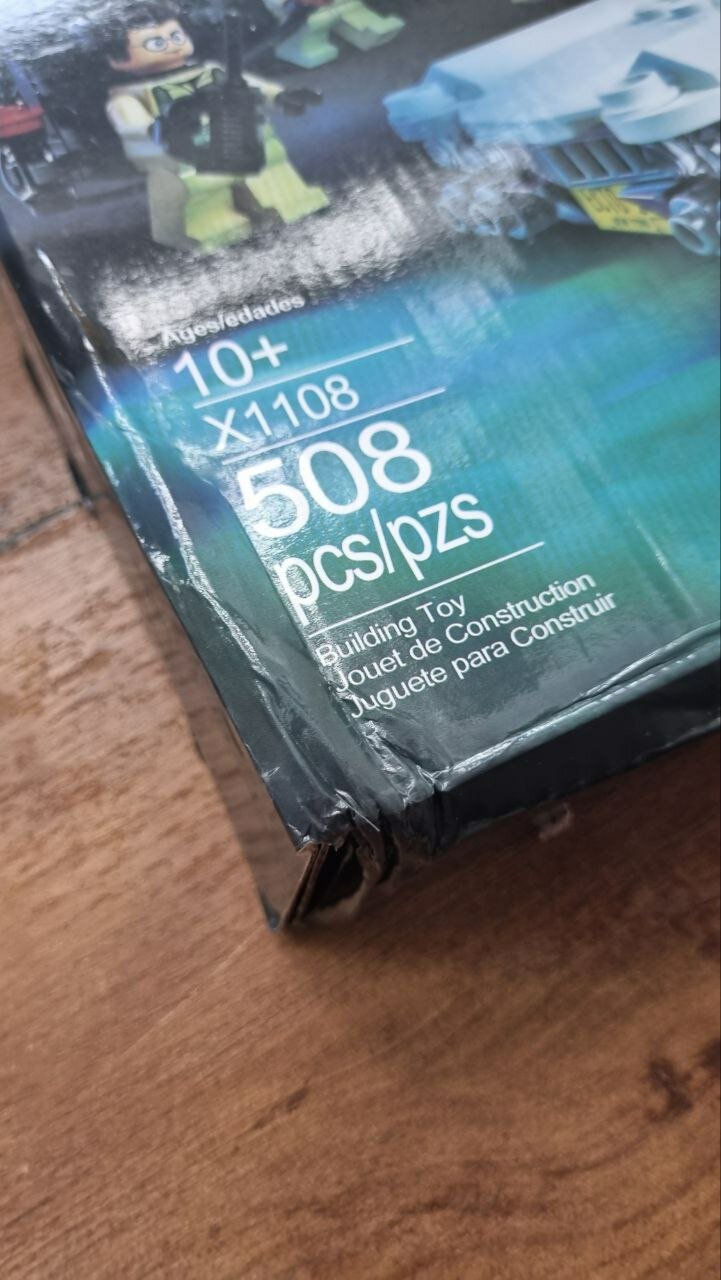 Ages/edades
10+
X1108
508
pcs/pzs
Building Toy
Jouet de Construction
Juguete para Construir